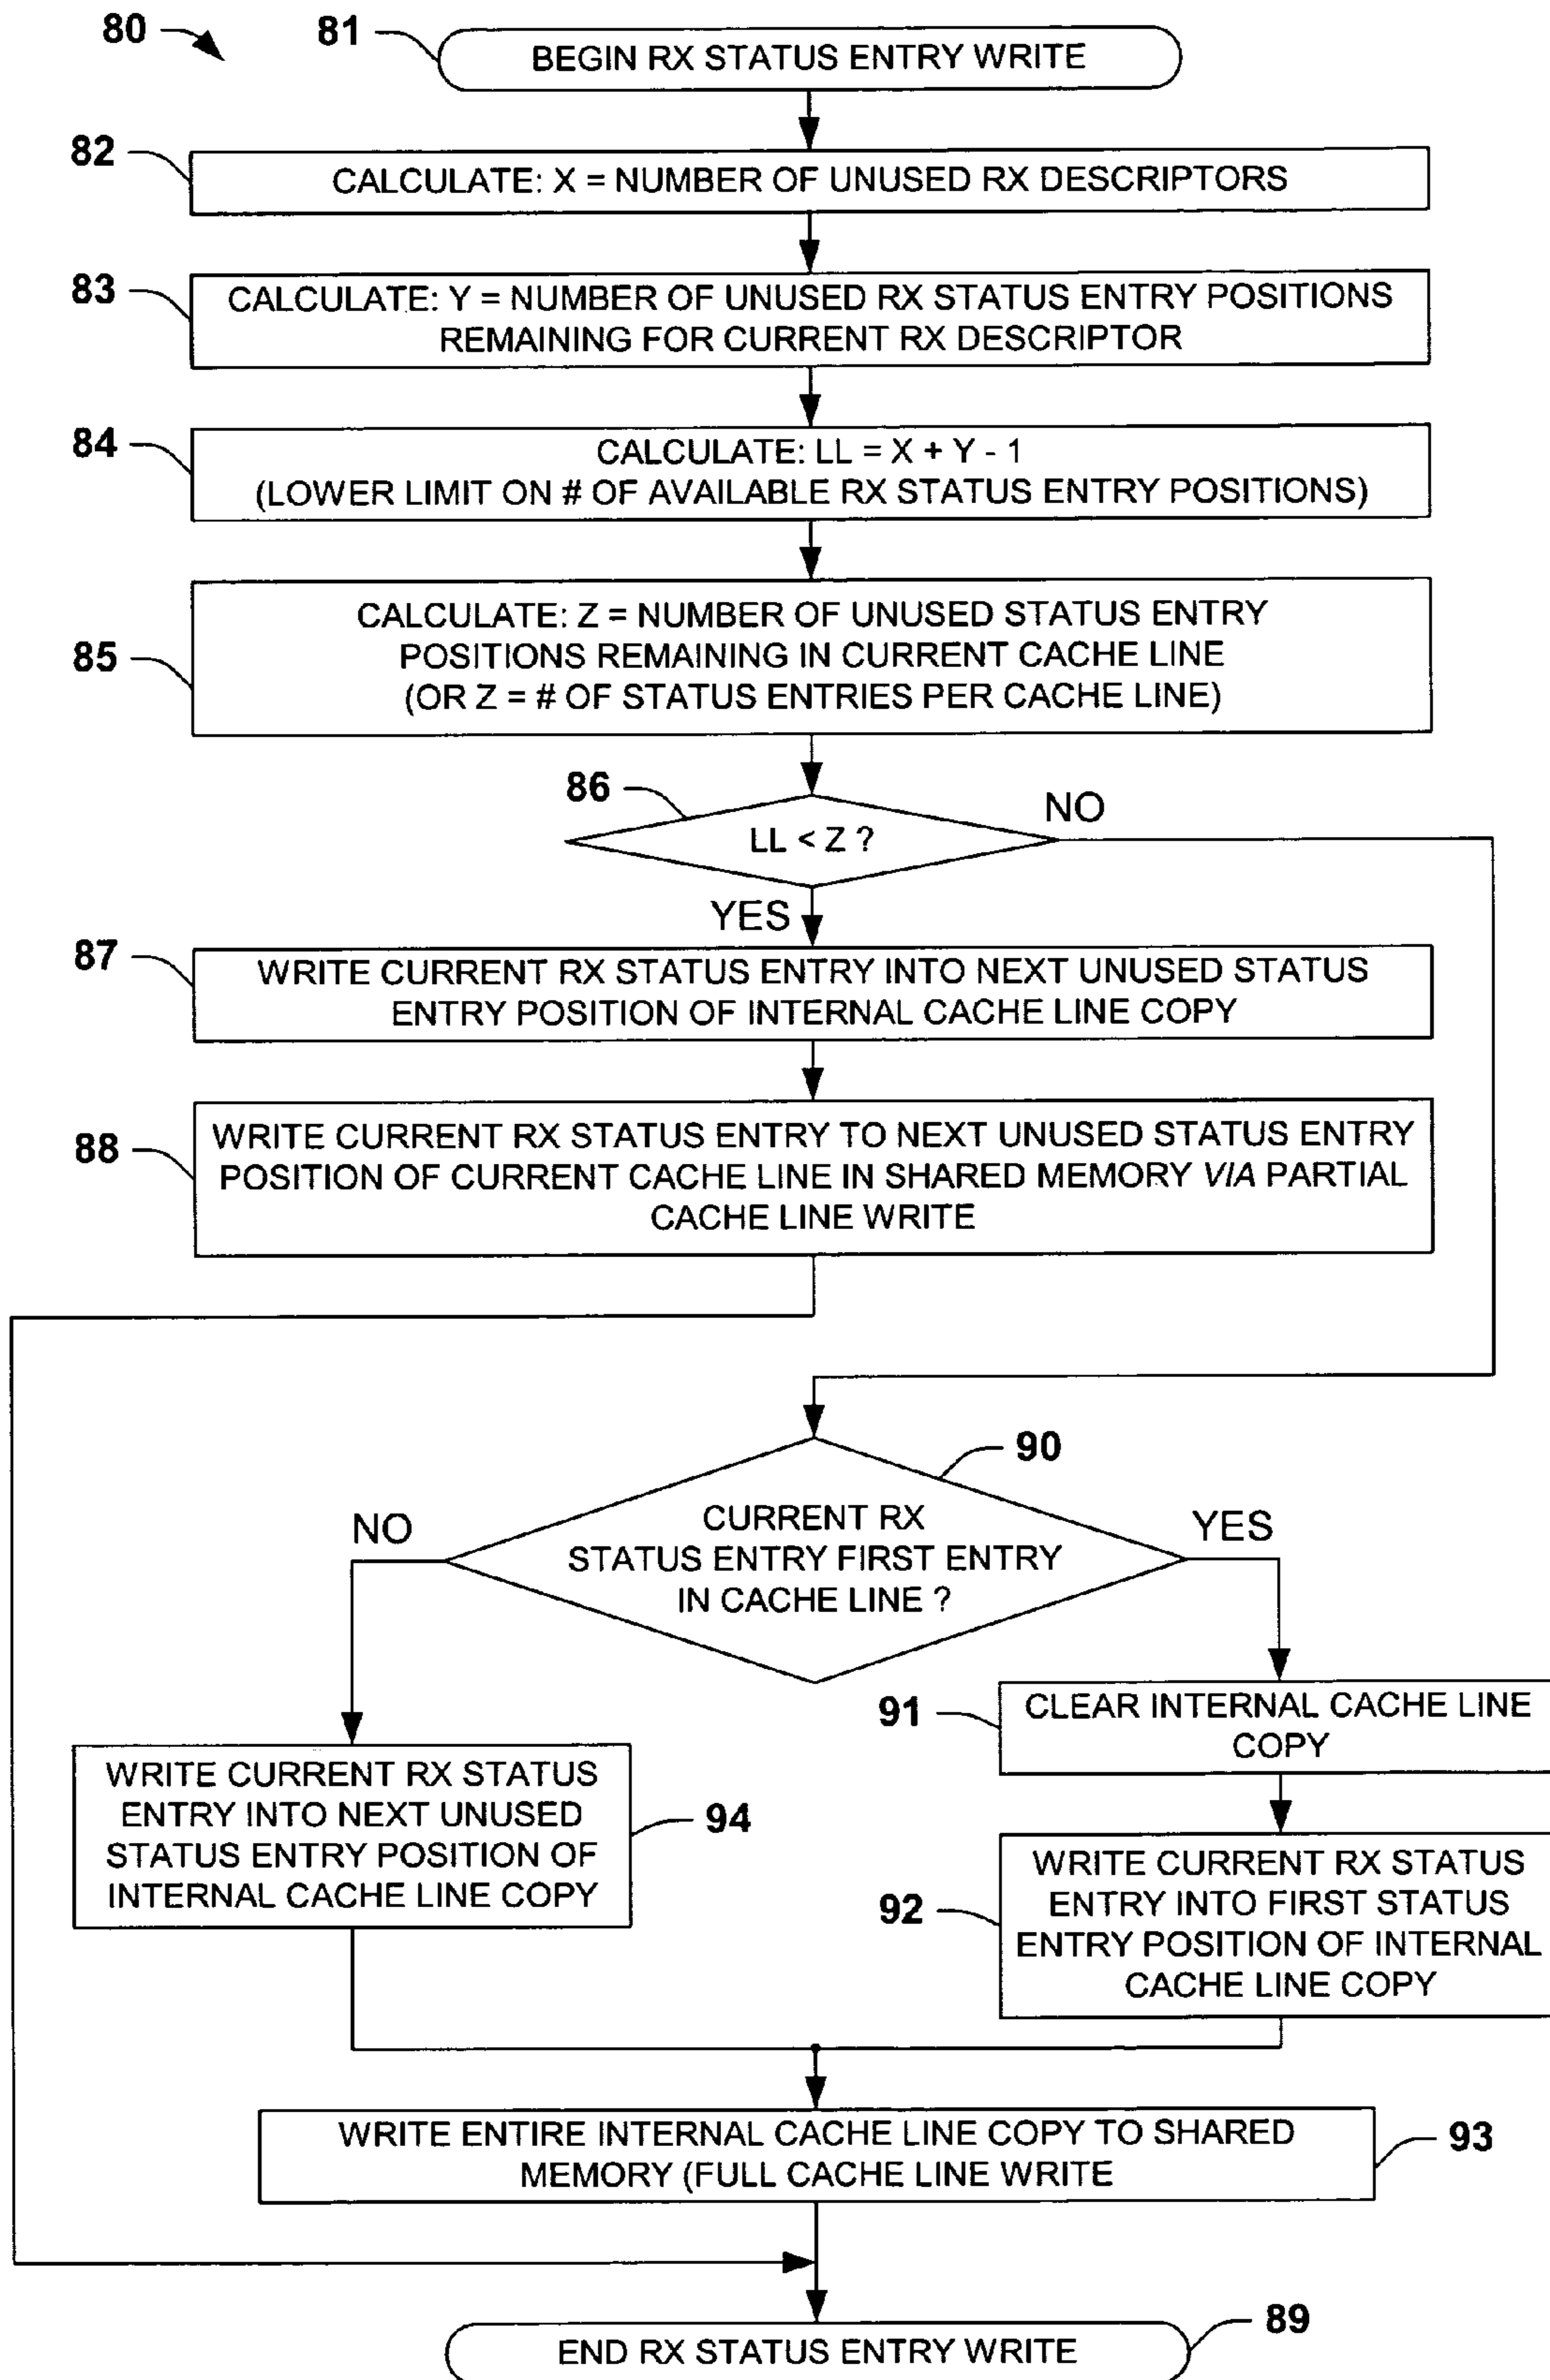 80
81
BEGIN RX STATUS ENTRY WRITE
82
CALCULATE: X = NUMBER OF UNUSED RX DESCRIPTORS
83
CALCULATE: Y = NUMBER OF UNUSED RX STATUS ENTRY POSITIONS
REMAINING FOR CURRENT RX DESCRIPTOR
84
CALCULATE: LL = X + Y - 1
(LOWER LIMIT ON # OF AVAILABLE RX STATUS ENTRY POSITIONS)
85
CALCULATE: Z = NUMBER OF UNUSED STATUS ENTRY
POSITIONS REMAINING IN CURRENT CACHE LINE
(OR Z = # OF STATUS ENTRIES PER CACHE LINE)
86
NO
LL < Z ?
YES
87
WRITE CURRENT RX STATUS ENTRY INTO NEXT UNUSED STATUS
ENTRY POSITION OF INTERNAL CACHE LINE COPY
88
WRITE CURRENT RX STATUS ENTRY TO NEXT UNUSED STATUS ENTRY
POSITION OF CURRENT CACHE LINE IN SHARED MEMORY VIA PARTIAL
CACHE LINE WRITE
90
NO
YES
CURRENT RX
STATUS ENTRY FIRST ENTRY
IN CACHE LINE ?
91
CLEAR INTERNAL CACHE LINE
COPY
WRITE CURRENT RX STATUS
ENTRY INTO NEXT UNUSED
STATUS ENTRY POSITION OF
INTERNAL CACHE LINE COPY
94
92
WRITE CURRENT RX STATUS
ENTRY INTO FIRST STATUS
ENTRY POSITION OF INTERNAL
CACHE LINE COPY
WRITE ENTIRE INTERNAL CACHE LINE COPY TO SHARED
MEMORY (FULL CACHE LINE WRITE
93
89
END RX STATUS ENTRY WRITE